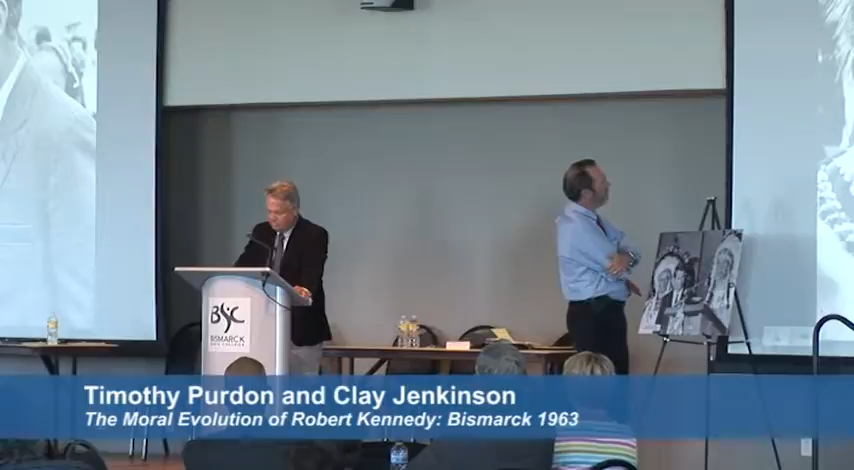 BSC
BISMARCK
STATE COLLEGE
Timothy Purdon and Clay Jenkinson
The Moral Evolution of Robert Kennedy: Bismarck 1963